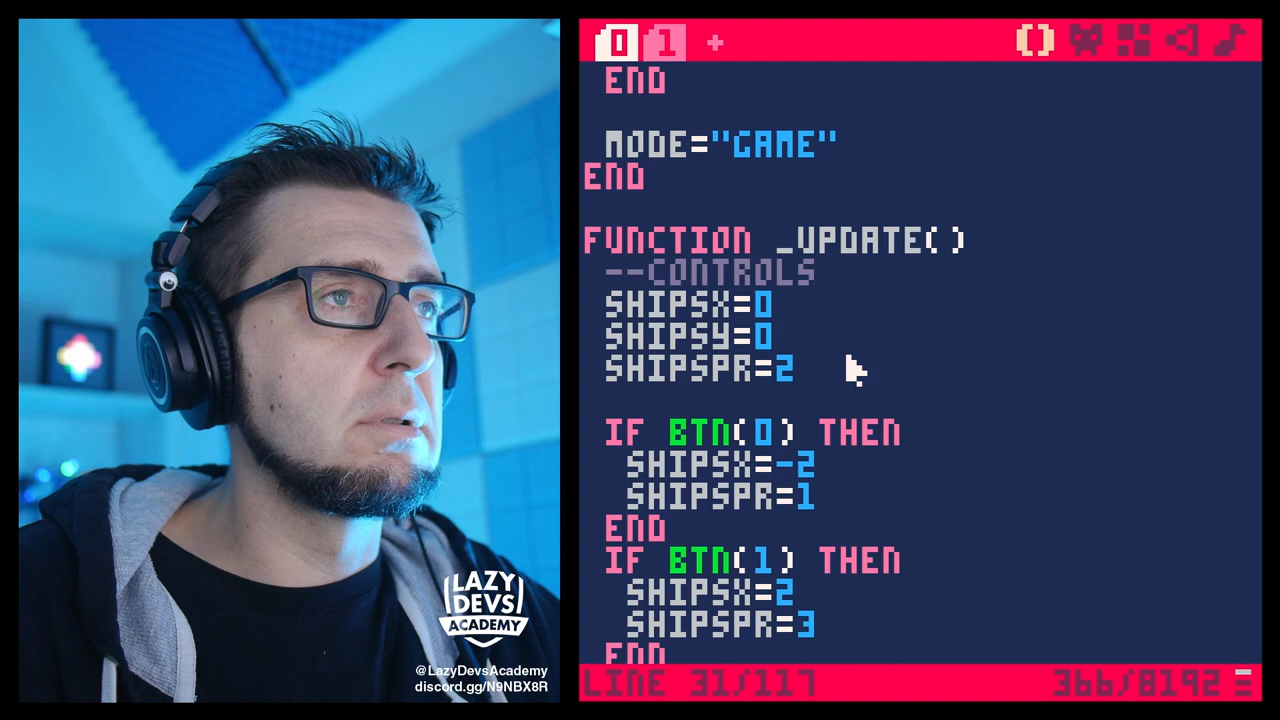 LAZY
DEVS
ACADEMY
@LazyDevsAcademy
discord.gg/N9NBX8R
0 1 +
END
MODE="GAME"
END
FUNCTION _UPDATE()
--CONTROLS
SHIPSX=0
SHIPSY=0
SHIPSPR=2
IF BTN(0) THEN
SHIPSX=-2
SHIPSPR=1
END
IF BTN(1) THEN
SHIPSX=2
SHIPSPR=3
END
LINE 31/117
366/8192